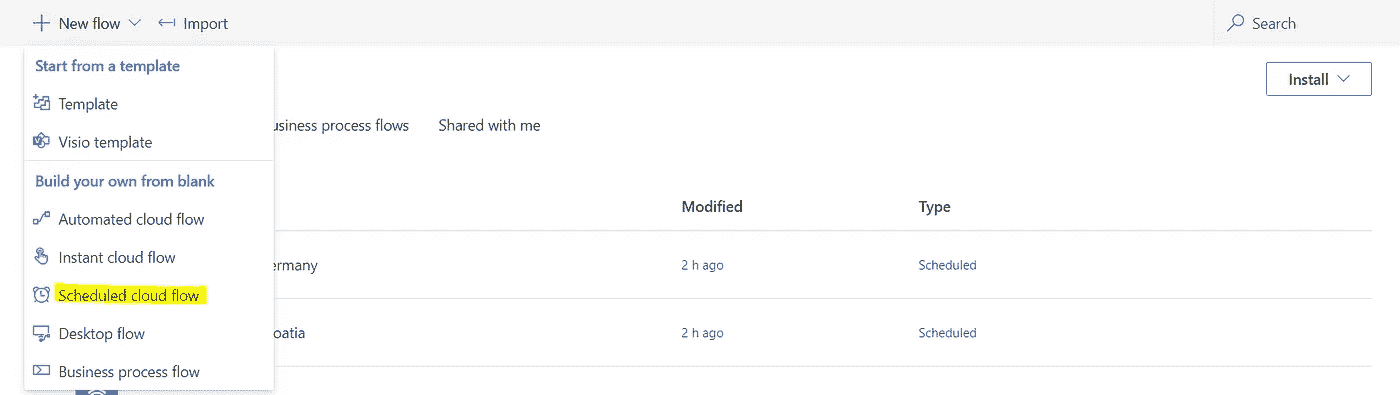 New flow
Import
Search
Start from a template
Template
Visio template
Build your own from blank
Automated cloud flow
Instant cloud flow
Scheduled cloud flow
Desktop flow
Business process flow
Install
usiness process flows
Shared with me
Modified
Type
ermany
2 h ago
Scheduled
oatia
2 h ago
Scheduled